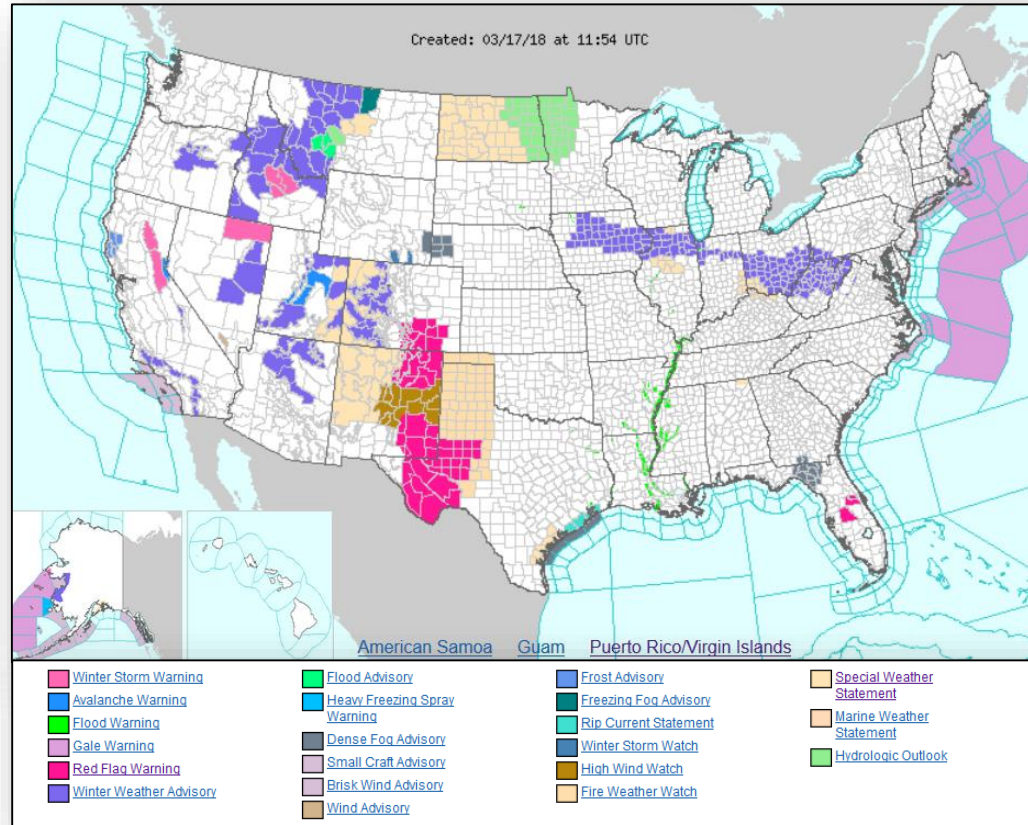 Created: 03/17/18 at 11:54 UTC
American Samoa Guam Puerto Rico/Virgin Islands
Winter Storm Warning
Avalanche Warning
Flood Warning
Gale Warning
Red Flag Warning
Winter Weather Advisory
Flood Advisory
Heavy Freezing Spray
Warning
Dense Fog Advisory
Small Craft Advisory
Brisk Wind Advisory
Wind Advisory
Frost Advisory
Freezing Fog Advisory
Rip Current Statement
Winter Storm Watch
High Wind Watch
Fire Weather Watch
Special Weather
Statement
Marine Weather
Statement
Hydrologic Outlook